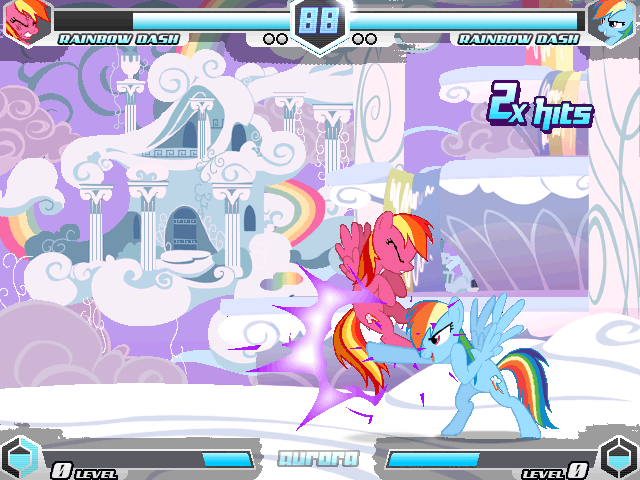 88
RAINBOW DASH
RAINBOW DASH
2x hits
0 LEVEL
aurora
LEVEL 0